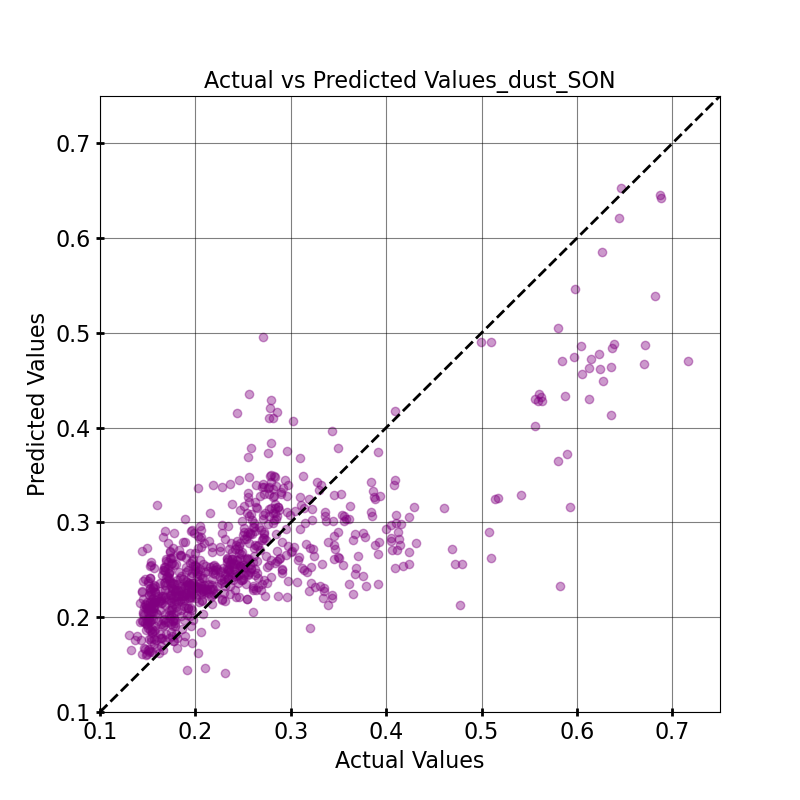 Actual vs Predicted Values_dust_SON
Predicted Values
0.7
0.6
0.5
0.4
0.3
0.2
0.1
0.1 0.2 0.3 0.4 0.5 0.6 0.7
Actual Values